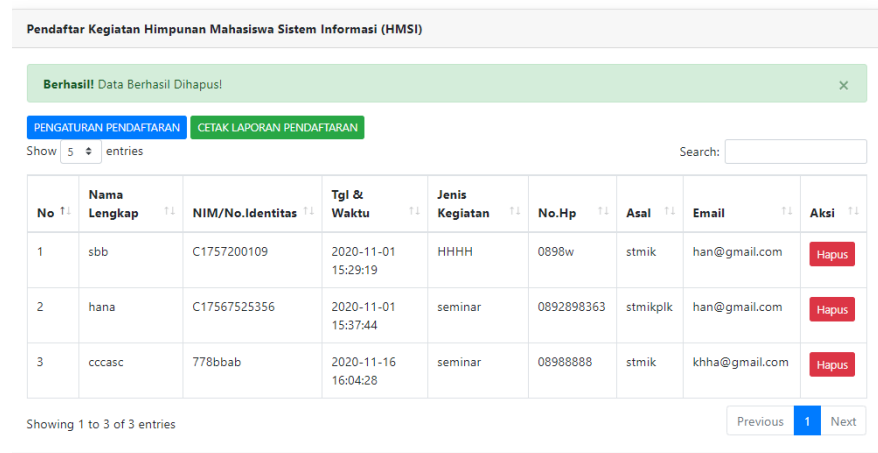 Pendaftar Kegiatan Himpunan Mahasiswa Sistem Informasi (HMSI)
Berhasil! Data Berhasil Dihapus! ×
PENGATURAN PENDAFTARAN CETAK LAPORAN PENDAFTARAN
Show 5 entries Search:
No Nama Lengkap NIM/No.Identitas Tgl & Waktu Jenis Kegiatan No.Hp Asal Email Aksi
1 sbb C1757200109 2020-11-01 15:29:19 HHHH 0898w stmik han@gmail.com Hapus
2 hana C17567525356 2020-11-01 15:37:44 seminar 0892898363 stmikplk han@gmail.com Hapus
3 cccasc 778bbab 2020-11-16 16:04:28 seminar 08988888 stmik khha@gmail.com Hapus
Showing 1 to 3 of 3 entries Previous 1 Next